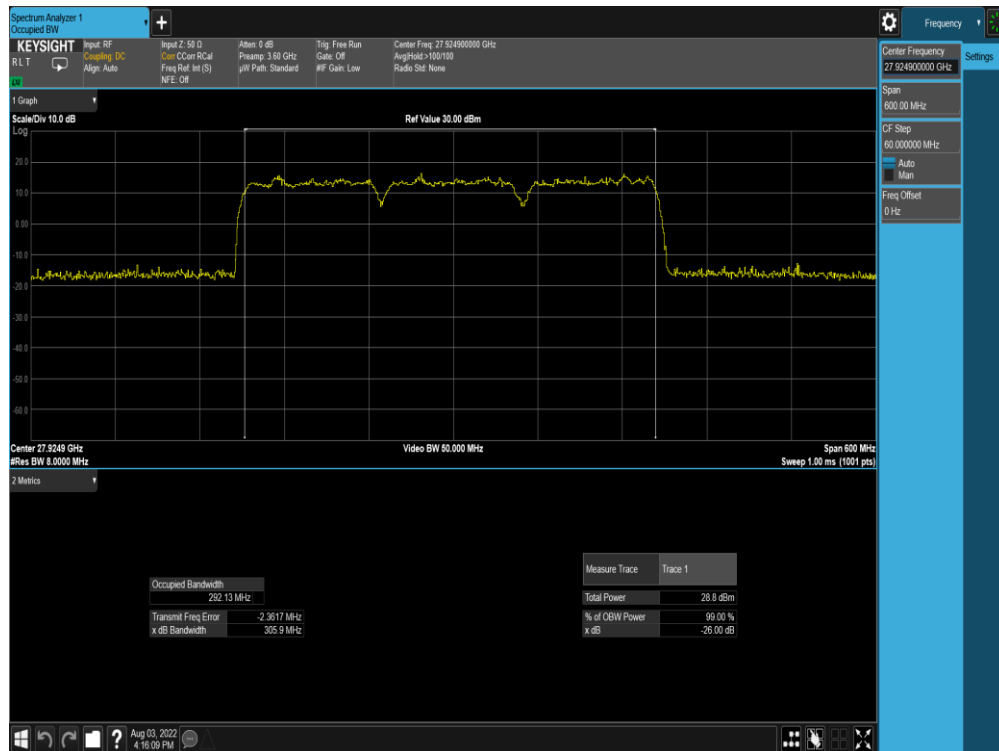 Spectrum Analyzer 1
Occupied BW
KEYSIGHT
RLT
LXI
Input: RF
Coupling: DC
Align: Auto
Input Z: 50 Ω
Corr CCorr RCal
Freq Ref: Int (S)
NFE: Off
Atten: 0 dB
Preamp: 3.60 GHz
µW Path: Standard
Trig: Free Run
Gate: Off
#IF Gain: Low
Center Freq: 27.924900000 GHz
Avg|Hold:>100/100
Radio Std: None
1 Graph
Scale/Div 10.0 dB
Ref Value 30.00 dBm
Log
20.0
10.0
0.00
-10.0
-20.0
-30.0
-40.0
-50.0
-60.0
Center 27.9249 GHz
#Res BW 8.0000 MHz
Video BW 50.000 MHz
Span 600 MHz
Sweep 1.00 ms (1001 pts)
2 Metrics
Occupied Bandwidth
292.13 MHz
Transmit Freq Error -2.3617 MHz
x dB Bandwidth 305.9 MHz
Measure Trace Trace 1
Total Power 28.8 dBm
% of OBW Power 99.00 %
x dB -26.00 dB
Aug 03, 2022
4:16:09 PM
Frequency
Center Frequency
27.924900000 GHz
Settings
Span
600.00 MHz
CF Step
60.000000 MHz
Auto
Man
Freq Offset
0 Hz